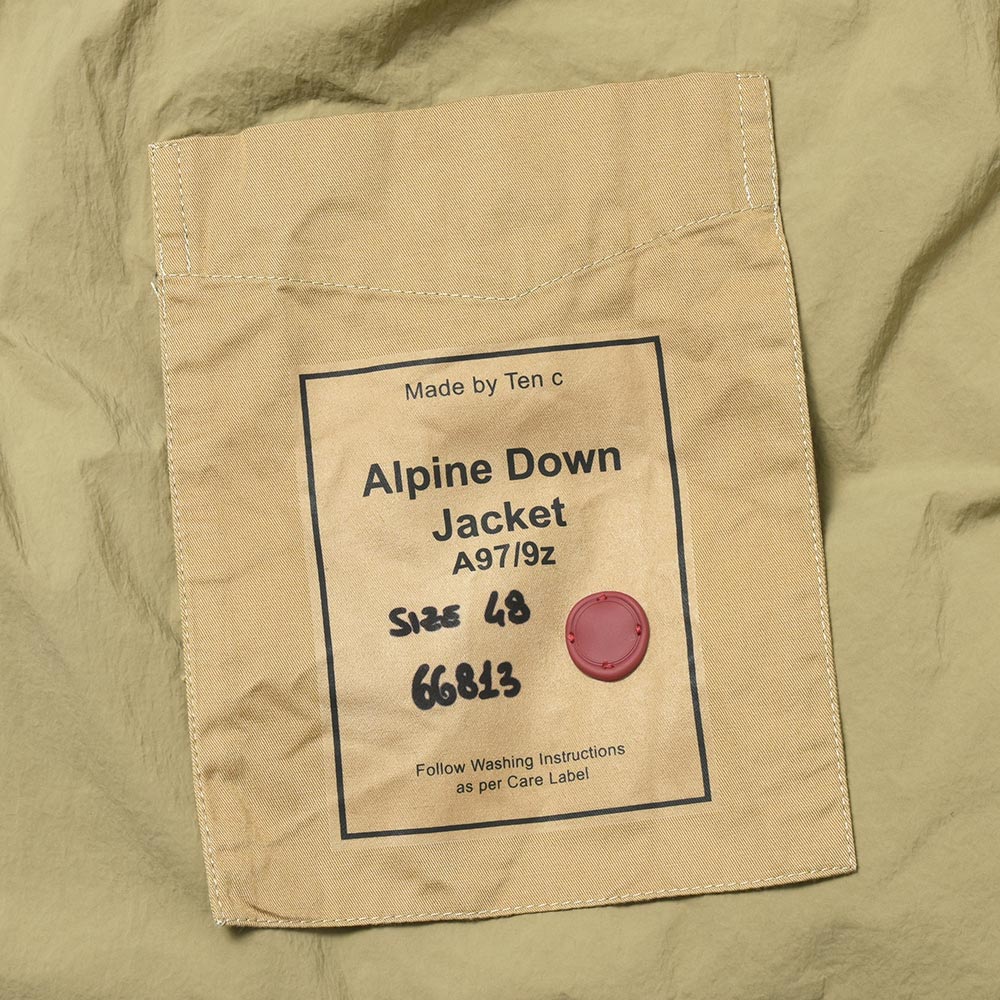 Made by Ten c
Alpine Down
Jacket
A97/9z
SIZE 48
66813
Follow Washing Instructions
as per Care Label